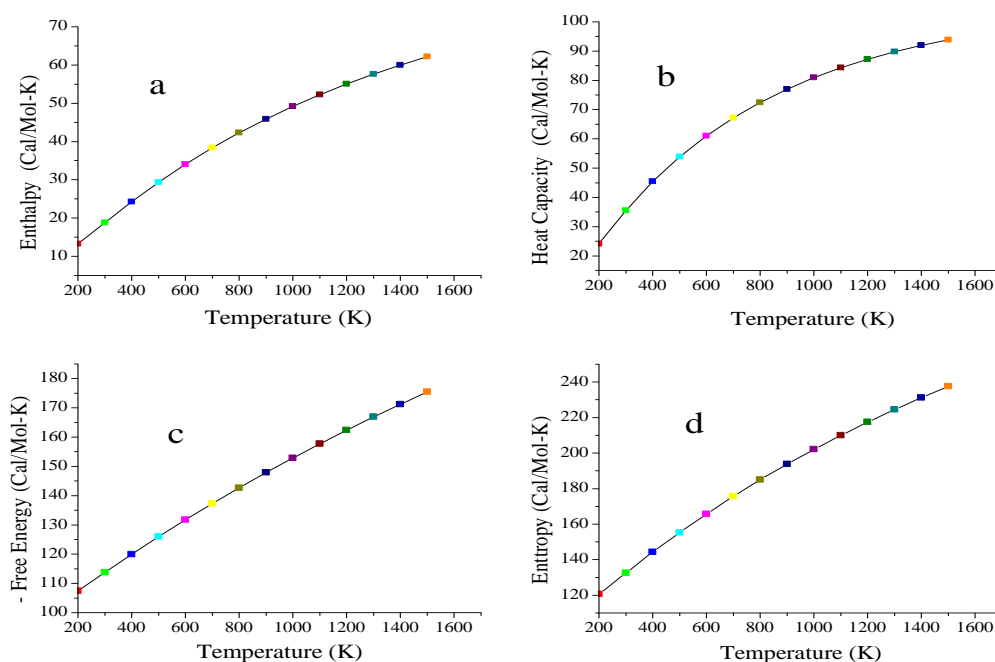 a
Enthalpy (Cal/Mol-K)
70
60
50
40
30
20
10
200 400 600 800 1000 1200 1400 1600
Temperature (K)
b
Heat Capacity (Cal/Mol-K)
100
90
80
70
60
50
40
30
20
200 400 600 800 1000 1200 1400 1600
Temperature (K)
c
- Free Energy (Cal/Mol-K)
180
170
160
150
140
130
120
110
100
200 400 600 800 1000 1200 1400 1600
Temperature (K)
d
Enttropy (Cal/Mol-K)
240
220
200
180
160
140
120
200 400 600 800 1000 1200 1400 1600
Temperature (K)